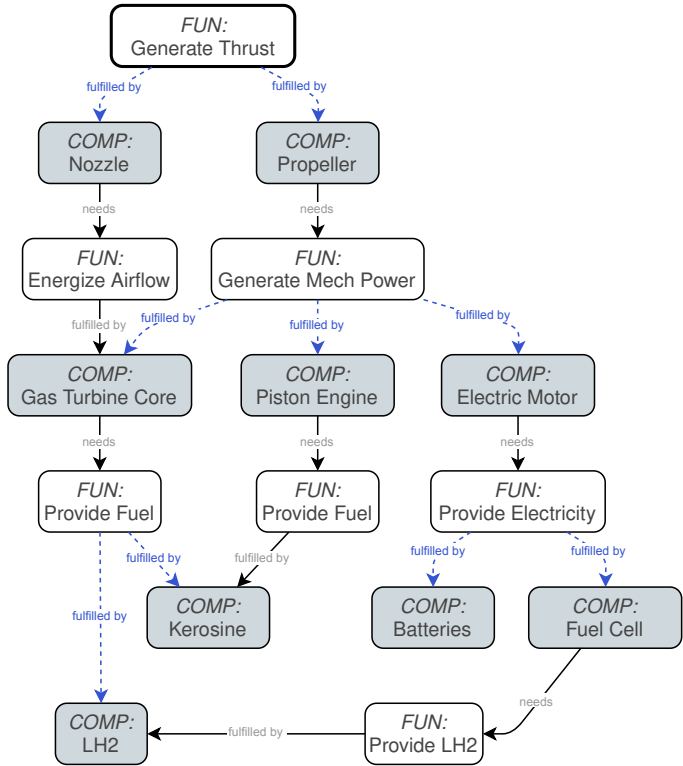 FUN:
Generate Thrust
fulfilled by
fulfilled by
COMP:
Nozzle
COMP:
Propeller
needs
needs
FUN:
Energize Airflow
FUN:
Generate Mech Power
fulfilled by
fulfilled by
fulfilled by
fulfilled by
COMP:
Gas Turbine Core
COMP:
Piston Engine
COMP:
Electric Motor
needs
needs
needs
FUN:
Provide Fuel
FUN:
Provide Fuel
FUN:
Provide Electricity
fulfilled by
fulfilled by
fulfilled by
fulfilled by
COMP:
Kerosine
COMP:
Batteries
COMP:
Fuel Cell
fulfilled by
needs
COMP:
LH2
fulfilled by
FUN:
Provide LH2